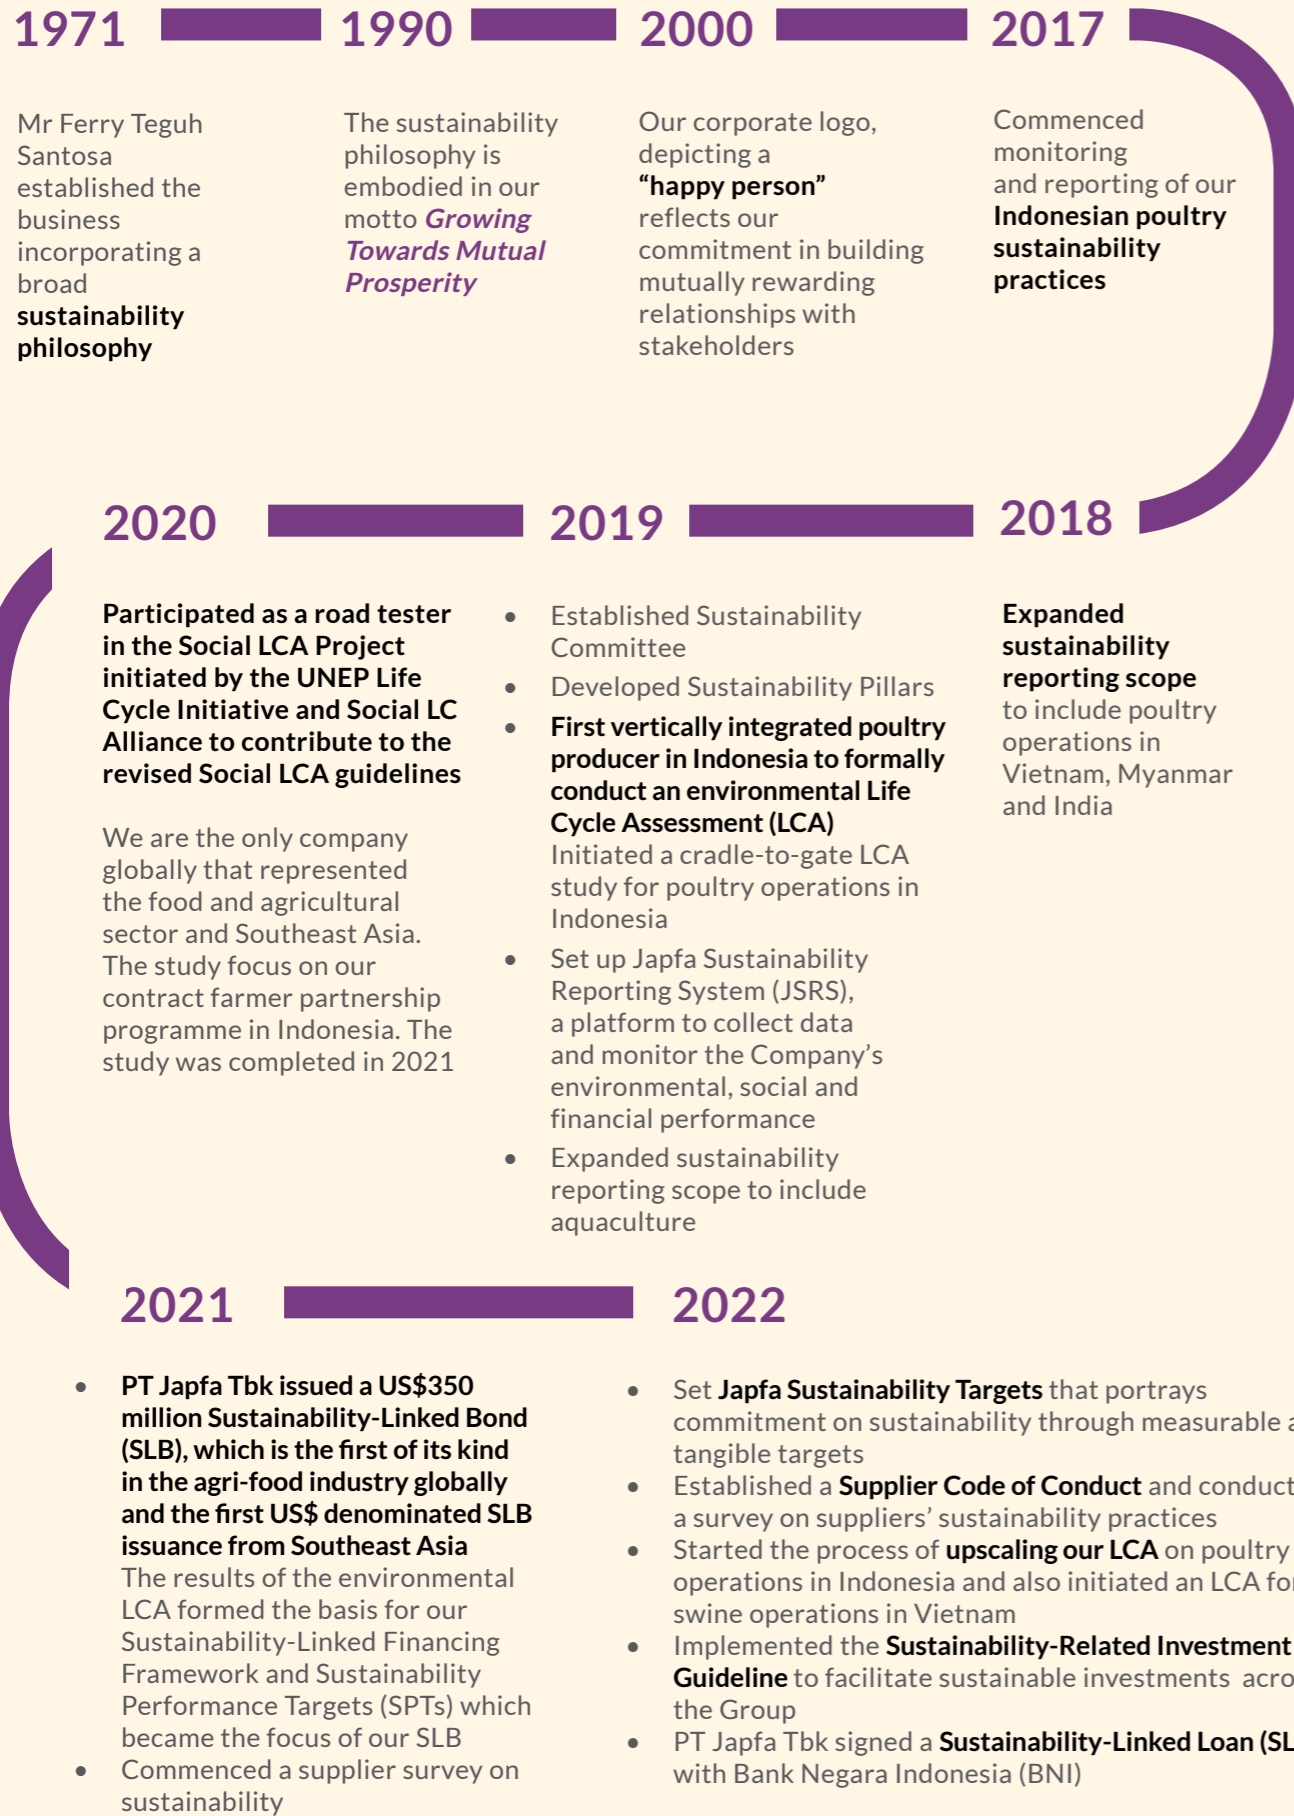 1971
Mr Ferry Teguh
Santosa
established the
business
incorporating a
broad
sustainability
philosophy
1990
The sustainability
philosophy is
embodied in our
motto Growing
Towards Mutual
Prosperity
2000
Our corporate logo,
depicting a
“happy person”
reflects our
commitment in building
mutually rewarding
relationships with
stakeholders
2017
Commenced
monitoring
and reporting of our
Indonesian poultry
sustainability
practices
2018
Expanded
sustainability
reporting scope
to include poultry
operations in
Vietnam, Myanmar
and India
2019
• Established Sustainability
Committee
• Developed Sustainability Pillars
• First vertically integrated poultry
producer in Indonesia to formally
conduct an environmental Life
Cycle Assessment (LCA)
Initiated a cradle-to-gate LCA
study for poultry operations in
Indonesia
• Set up Japfa Sustainability
Reporting System (JSRS),
a platform to collect data
and monitor the Company’s
environmental, social and
financial performance
• Expanded sustainability
reporting scope to include
aquaculture
2020
Participated as a road tester
in the Social LCA Project
initiated by the UNEP Life
Cycle Initiative and Social LC
Alliance to contribute to the
revised Social LCA guidelines
We are the only company
globally that represented
the food and agricultural
sector and Southeast Asia.
The study focus on our
contract farmer partnership
programme in Indonesia. The
study was completed in 2021
2021
• PT Japfa Tbk issued a US$350
million Sustainability-Linked Bond
(SLB), which is the first of its kind
in the agri-food industry globally
and the first US$ denominated SLB
issuance from Southeast Asia
The results of the environmental
LCA formed the basis for our
Sustainability-Linked Financing
Framework and Sustainability
Performance Targets (SPTs) which
became the focus of our SLB
• Commenced a supplier survey on
sustainability
2022
• Set Japfa Sustainability Targets that portrays
commitment on sustainability through measurable
tangible targets
• Established a Supplier Code of Conduct and conduct
a survey on suppliers’ sustainability practices
• Started the process of upscaling our LCA on poultry
operations in Indonesia and also initiated an LCA for
swine operations in Vietnam
• Implemented the Sustainability-Related Investment
Guideline to facilitate sustainable investments
the Group
• PT Japfa Tbk signed a Sustainability-Linked Loan
with Bank Negara Indonesia (BNI)